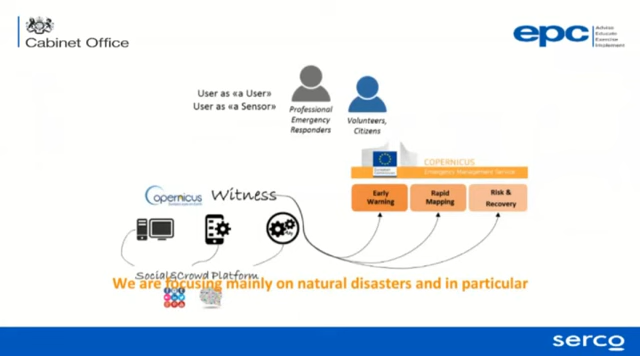 Cabinet Office
epc
Advise
Educate
Exercise
Implement
User as «a User»
User as «a Sensor»
Professional
Emergency
Responders
Volunteers,
Citizens
COPERNICUS
Emergency Management Service
Early
Warning
Rapid
Mapping
Risk &
Recovery
Copernicus
Witness
Social&Crowd Platform
We are focusing mainly on natural disasters and in particular
serco